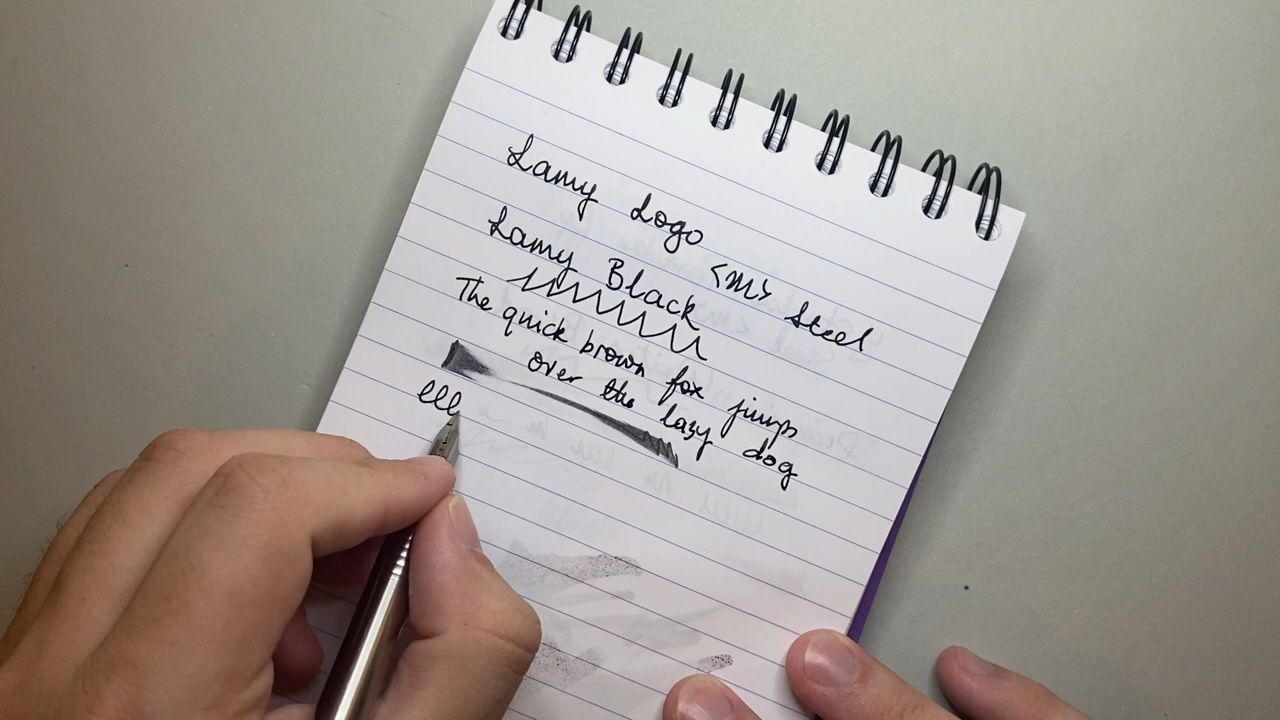 Lamy Logo <M> Steel
Lamy Black
The quick brown fox jumps
over the lazy dog
lll